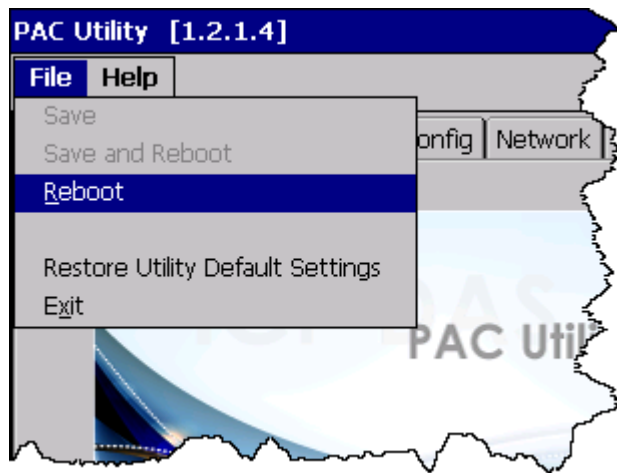 PAC Utility [1.2.1.4]
File Help
Save
Save and Reboot
onfig Network
Reboot
Restore Utility Default Settings
Exit
PAC Util